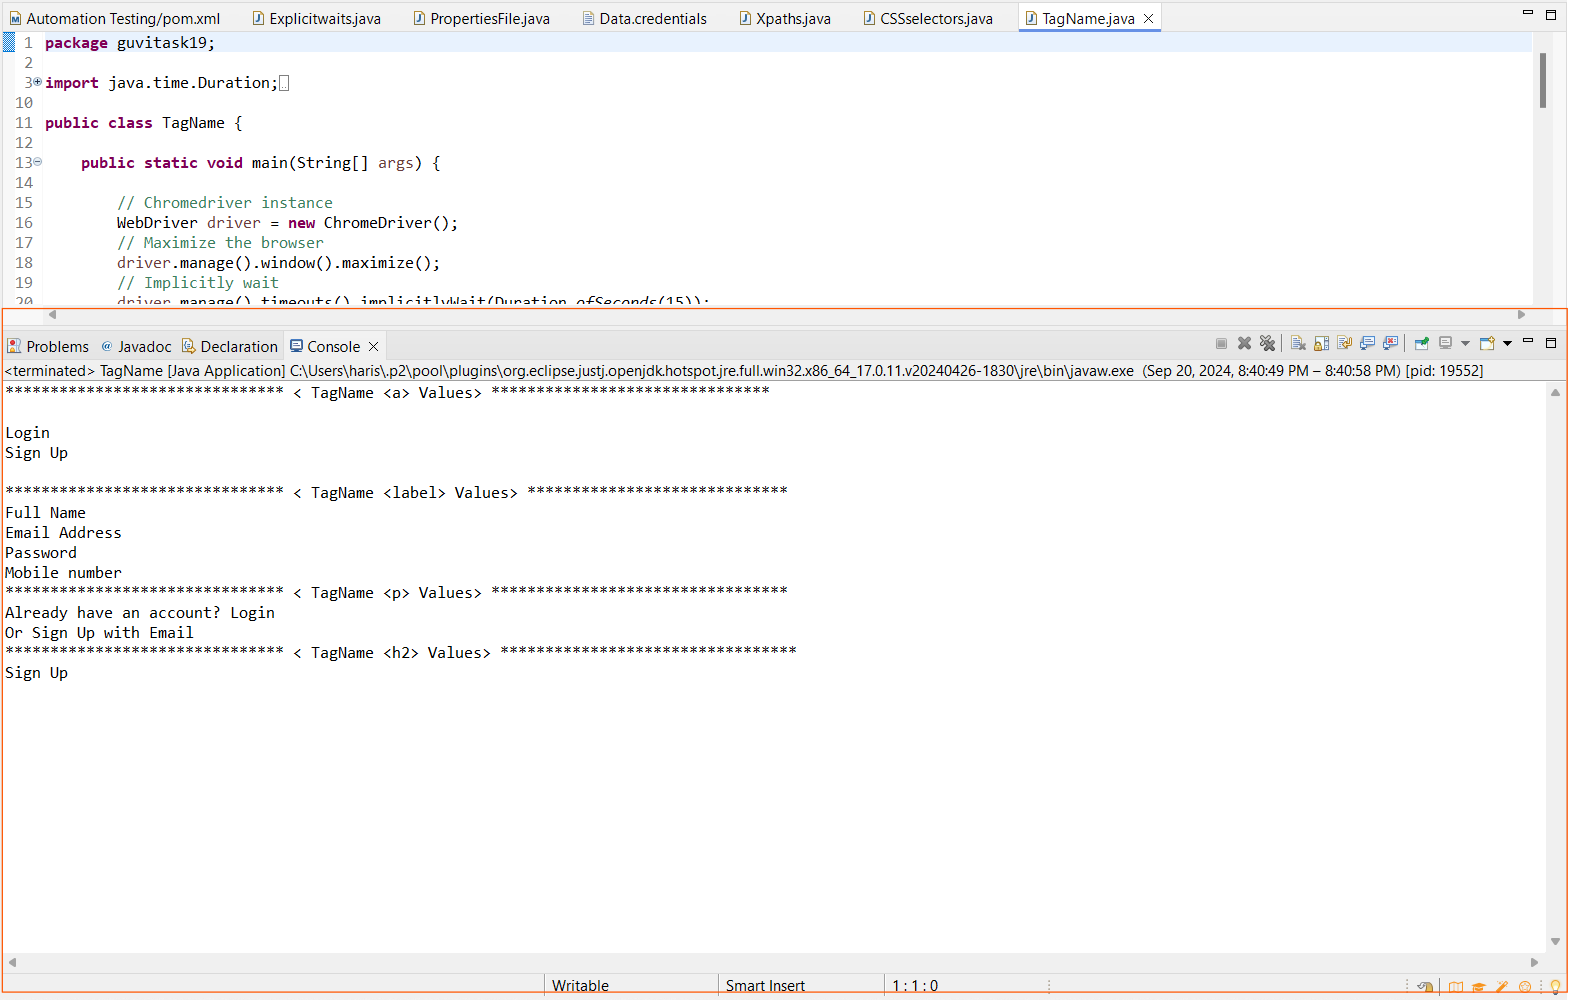 Automation Testing/pom.xml Explicitwaits.java PropertiesFile.java Data.credentials Xpaths.java CSSselectors.java TagName.java
1 package guvitask19;
2
3 import java.time.Duration;
10
11 public class TagName {
12
13 public static void main(String[] args) {
14
15 // Chromedriver instance
16 WebDriver driver = new ChromeDriver();
17 // Maximize the browser
18 driver.manage().window().maximize();
19 // Implicitly wait
20 driver.manage().timeouts().implicitlyWait(Duration.ofSeconds(15));
Problems @ Javadoc Declaration Console
<terminated> TagName [Java Application] C:\Users\haris\.p2\pool\plugins\org.eclipse.justj.openjdk.hotspot.jre.full.win32.x86_64_17.0.11.v20240426-1830\jre\bin\javaw.exe (Sep 20, 2024, 8:40:49 PM – 8:40:58 PM) [pid: 19552]
******************************* < TagName <a> Values> *******************************
Login
Sign Up
******************************* < TagName <label> Values> *****************************
Full Name
Email Address
Password
Mobile number
******************************* < TagName <p> Values> *********************************
Already have an account? Login
Or Sign Up with Email
******************************* < TagName <h2> Values> *********************************
Sign Up
Writable Smart Insert 1 : 1 : 0